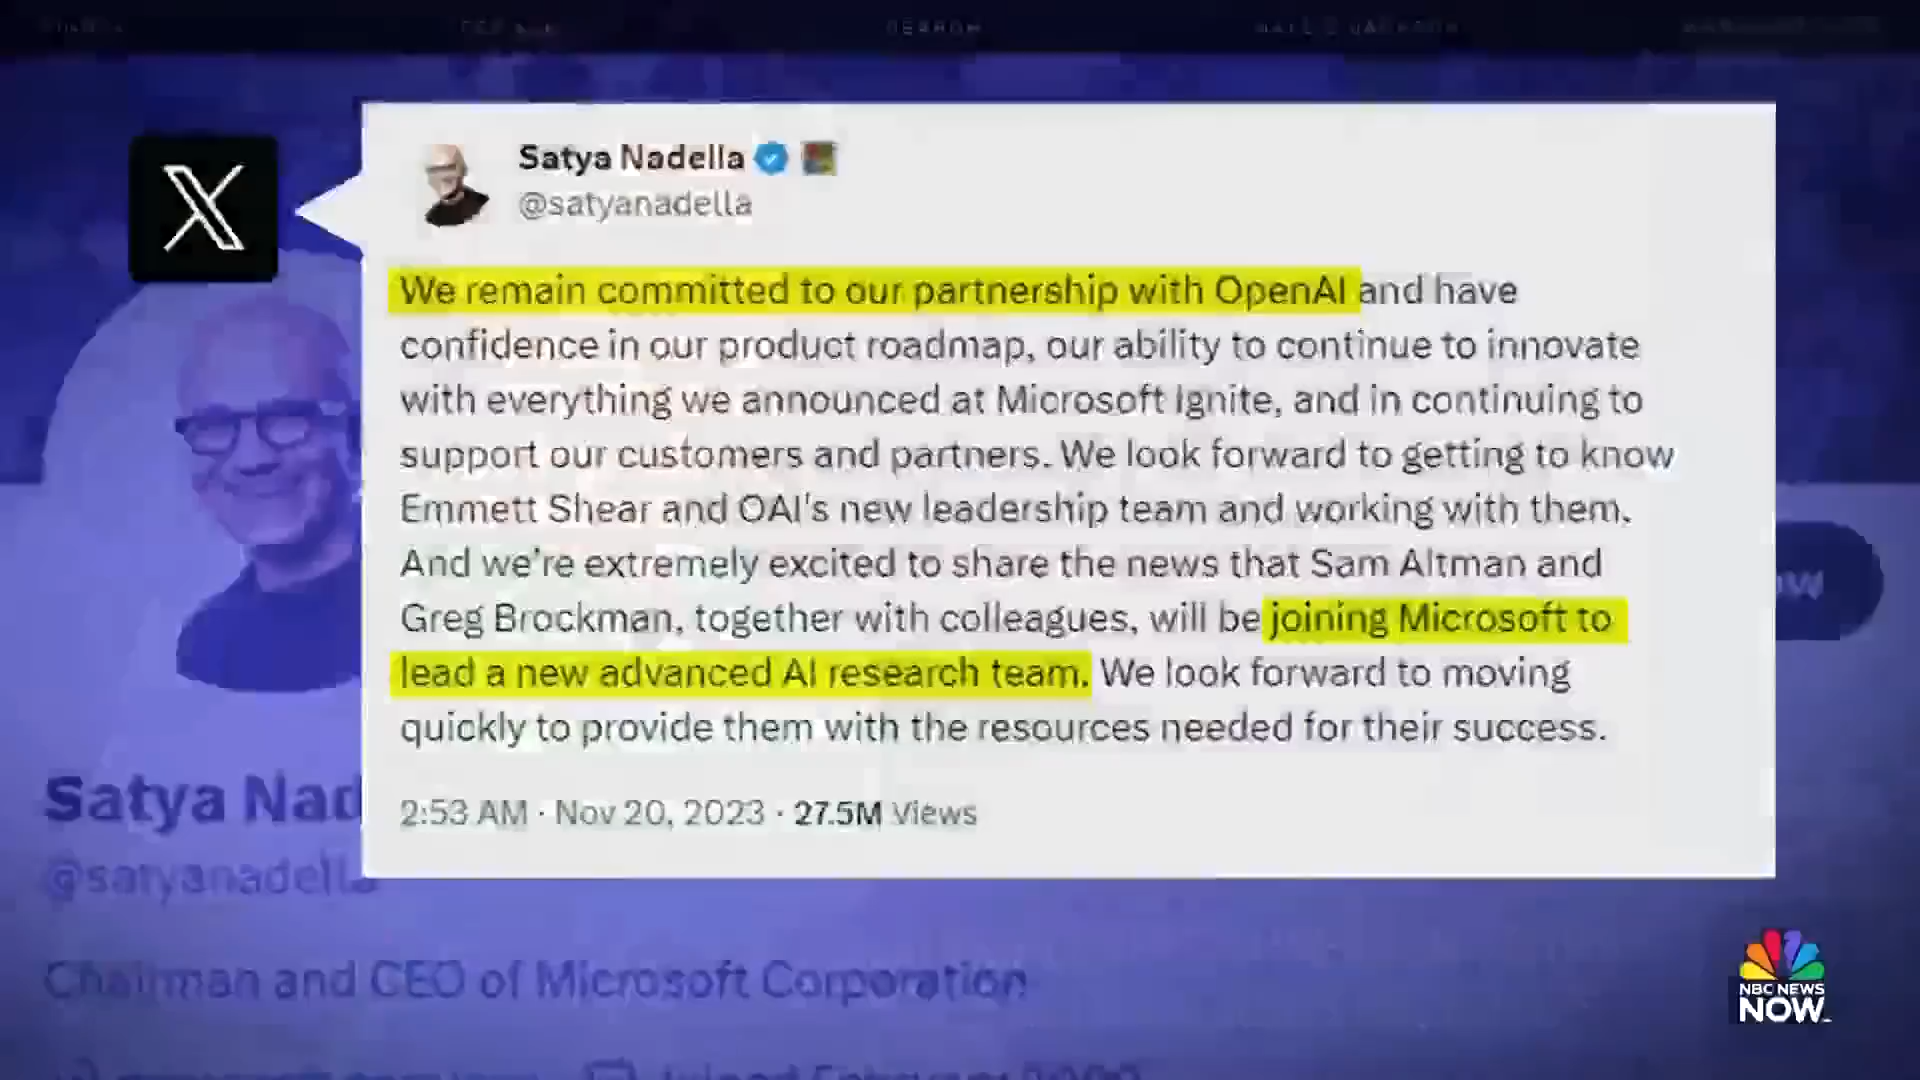 SEARCH
Satya Nadella
@satyanadella
We remain committed to our partnership with OpenAI and have
confidence in our product roadmap, our ability to continue to innovate
with everything we announced at Microsoft Ignite, and in continuing to
support our customers and partners. We look forward to getting to know
Emmett Shear and OAI's new leadership team and working with them.
And we're extremely excited to share the news that Sam Altman and
Greg Brockman, together with colleagues, will be joining Microsoft to
lead a new advanced AI research team. We look forward to moving
quickly to provide them with the resources needed for their success.
2:53 AM · Nov 20, 2023 · 27.5M Views
Satya Nad
@satyanadella
Chairman and CEO of Microsoft Corporation
NBC NEWS
NOW